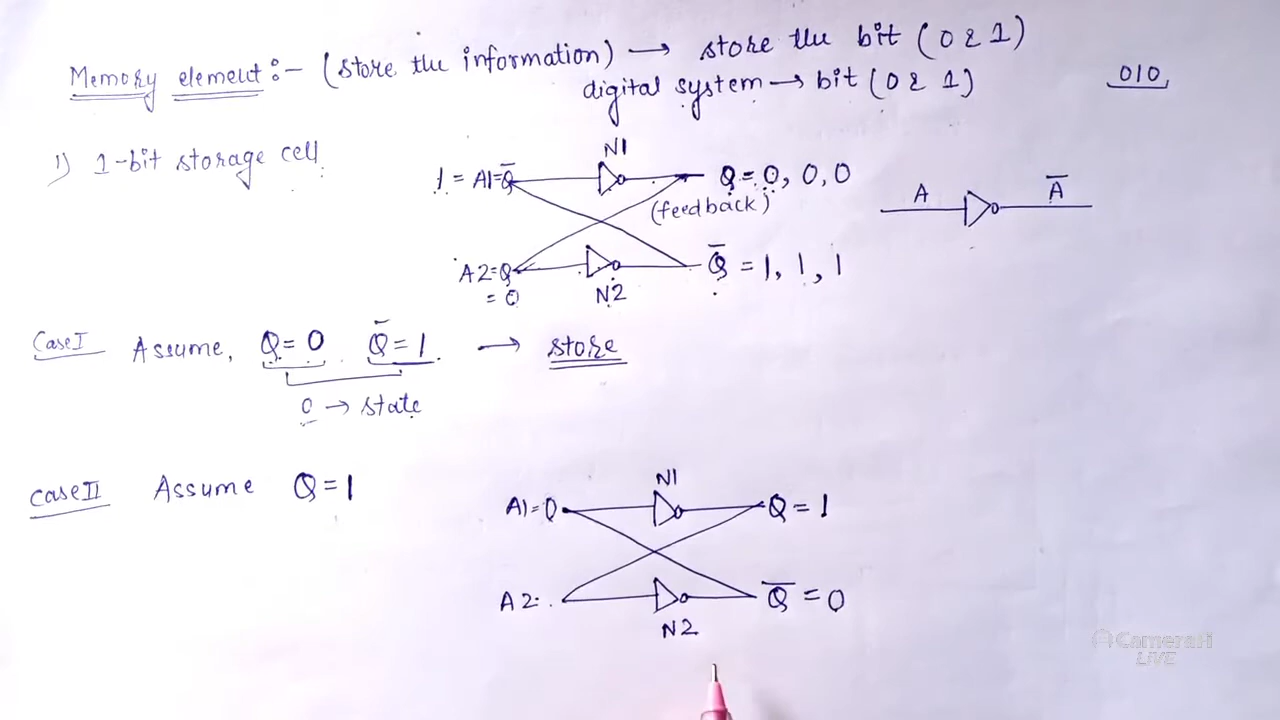 Memory element:- (store the information) → store the bit (0 & 1)
digital system → bit (0 & 1)
010
1) 1-bit storage cell
N1
1 = A1 = Q̅
Q = 0, 0, 0
(feedback)
A
A̅
A2 = Q
= 0
N2
Q̅ = 1, 1, 1
Case I Assume, Q = 0 Q̅ = 1 → store
0 → state
Case II Assume Q = 1
N1
A1 = 0
Q = 1
A2 =
N2
Q̅ = 0
CameraFi
LIVE